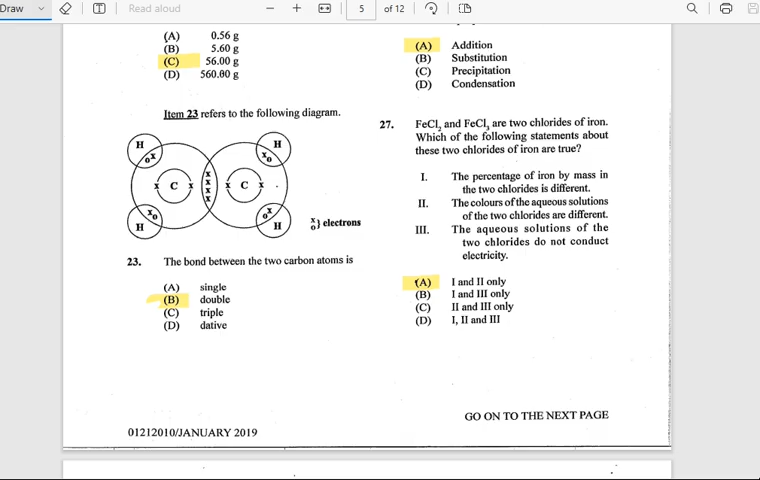 Draw
Read aloud
5
of 12
(A) 0.56 g
(B) 5.60 g
(C) 56.00 g
(D) 560.00 g
Item 23 refers to the following diagram.
H H
x o x o
x C x x x x x x C x
x o o x
H H
x o } electrons
23. The bond between the two carbon atoms is
(A) single
(B) double
(C) triple
(D) dative
01212010/JANUARY 2019
(A) Addition
(B) Substitution
(C) Precipitation
(D) Condensation
27. FeCl₂ and FeCl₃ are two chlorides of iron.
Which of the following statements about
these two chlorides of iron are true?
I. The percentage of iron by mass in
the two chlorides is different.
II. The colours of the aqueous solutions
of the two chlorides are different.
III. The aqueous solutions of the
two chlorides do not conduct
electricity.
(A) I and II only
(B) I and III only
(C) II and III only
(D) I, II and III
GO ON TO THE NEXT PAGE